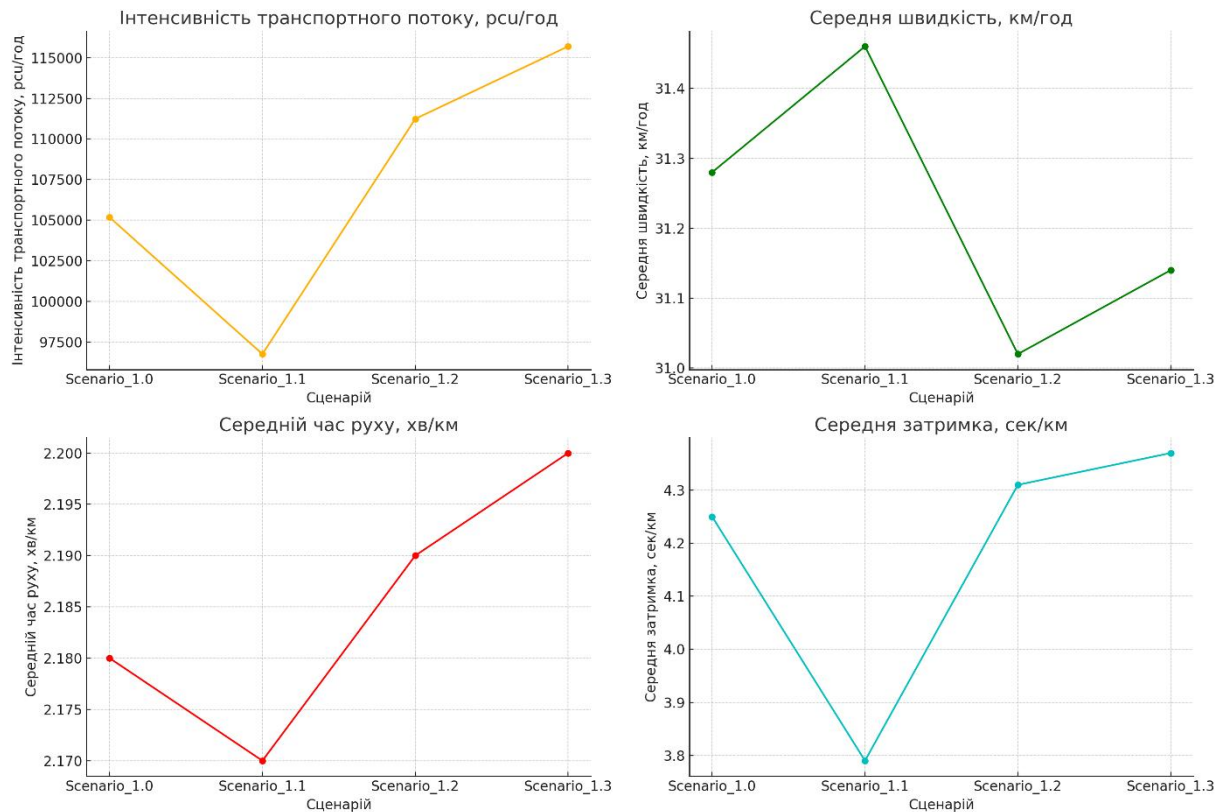 Інтенсивність транспортного потоку, pcu/год
Інтенсивність транспортного потоку, pcu/год
115000
112500
110000
107500
105000
102500
100000
97500
Scenario_1.0 Scenario_1.1 Scenario_1.2 Scenario_1.3
Сценарій
Середня швидкість, км/год
Середня швидкість, км/год
31.4
31.3
31.2
31.1
31.0
Scenario_1.0 Scenario_1.1 Scenario_1.2 Scenario_1.3
Сценарій
Середній час руху, хв/км
Середній час руху, хв/км
2.200
2.195
2.190
2.185
2.180
2.175
2.170
Scenario_1.0 Scenario_1.1 Scenario_1.2 Scenario_1.3
Сценарій
Середня затримка, сек/км
Середня затримка, сек/км
4.3
4.2
4.1
4.0
3.9
3.8
Scenario_1.0 Scenario_1.1 Scenario_1.2 Scenario_1.3
Сценарій